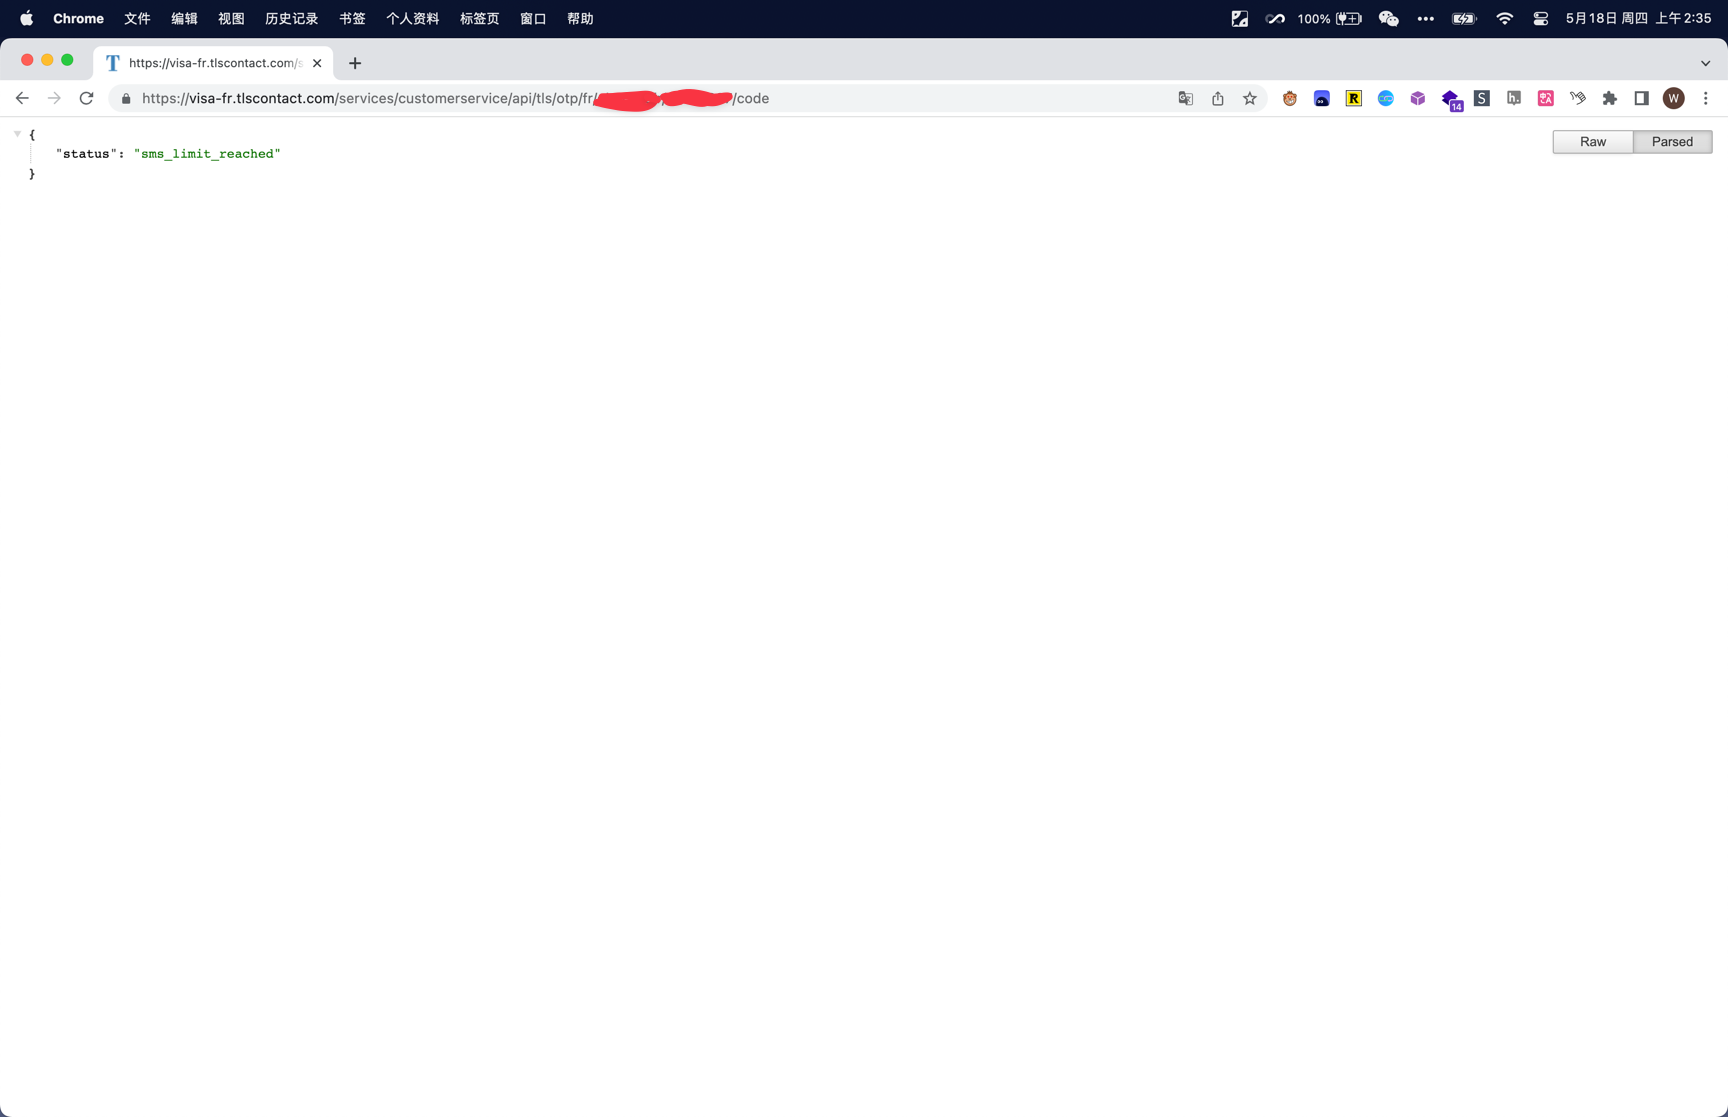 Chrome 文件 编辑 视图 历史记录 书签 个人资料 标签页 窗口 帮助 100% 5月18日 周四 上午2:35
T https://visa-fr.tlscontact.com/s
https://visa-fr.tlscontact.com/services/customerservice/api/tls/otp/fr/ /code R 14 S h. 中A W
{
"status": "sms_limit_reached"
}
Raw Parsed